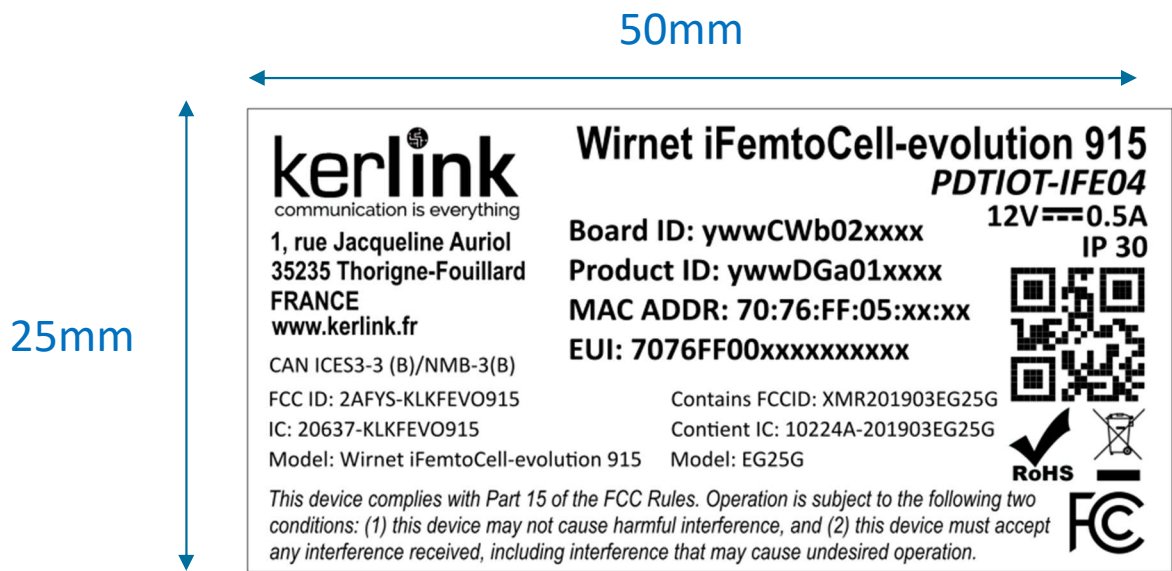 50mm
25mm
kerlink
communication is everything
1, rue Jacqueline Auriol
35235 Thorigne-Fouillard
FRANCE
www.kerlink.fr
Wirnet iFemtoCell-evolution 915
PDTIOT-IFE04
12V 0.5A
IP 30
Board ID: ywwCWb02xxxx
Product ID: ywwDGa01xxxx
MAC ADDR: 70:76:FF:05:xx:xx
EUI: 7076FF00xxxxxxxxxx
CAN ICES3-3 (B)/NMB-3(B)
FCC ID: 2AFYS-KLKFEVO915
IC: 20637-KLKFEVO915
Model: Wirnet iFemtoCell-evolution 915
Contains FCCID: XMR201903EG25G
Contient IC: 10224A-201903EG25G
Model: EG25G
RoHS
This device complies with Part 15 of the FCC Rules. Operation is subject to the following two
conditions: (1) this device may not cause harmful interference, and (2) this device must accept
any interference received, including interference that may cause undesired operation.
FC